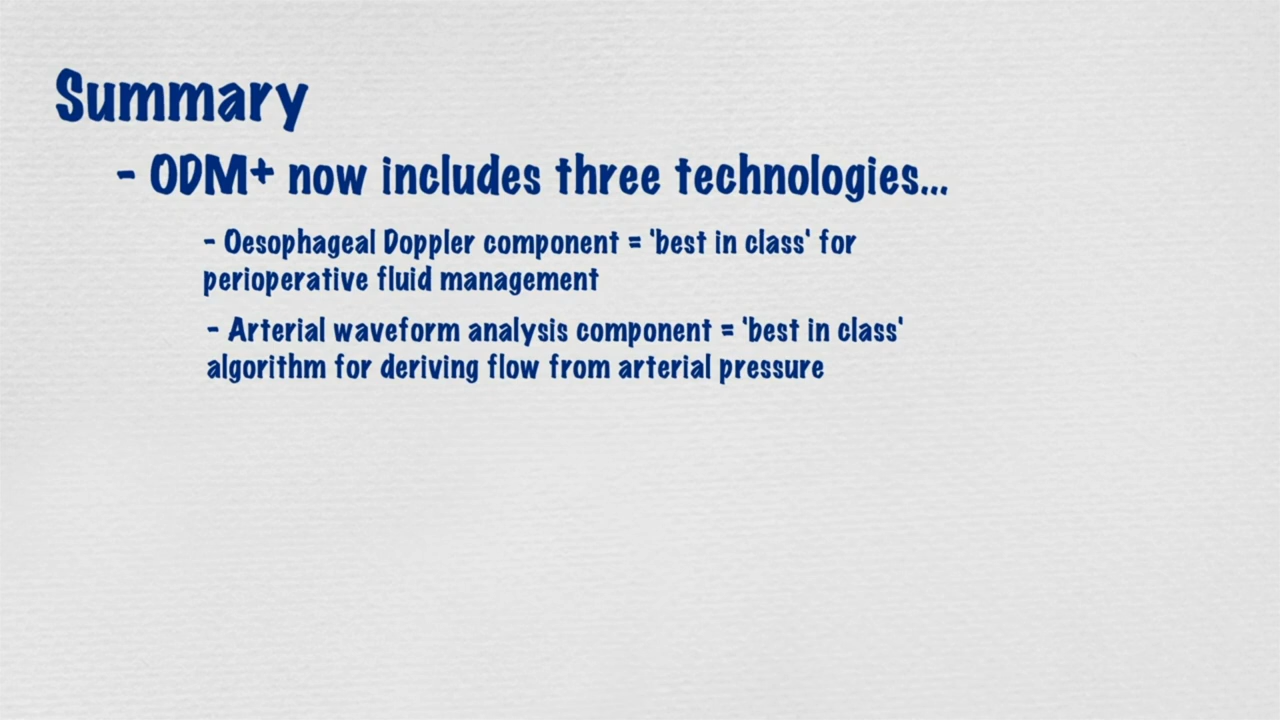 Summary
- ODM+ now includes three technologies...
- Oesophageal Doppler component = 'best in class' for
perioperative fluid management
- Arterial waveform analysis component = 'best in class'
algorithm for deriving flow from arterial pressure